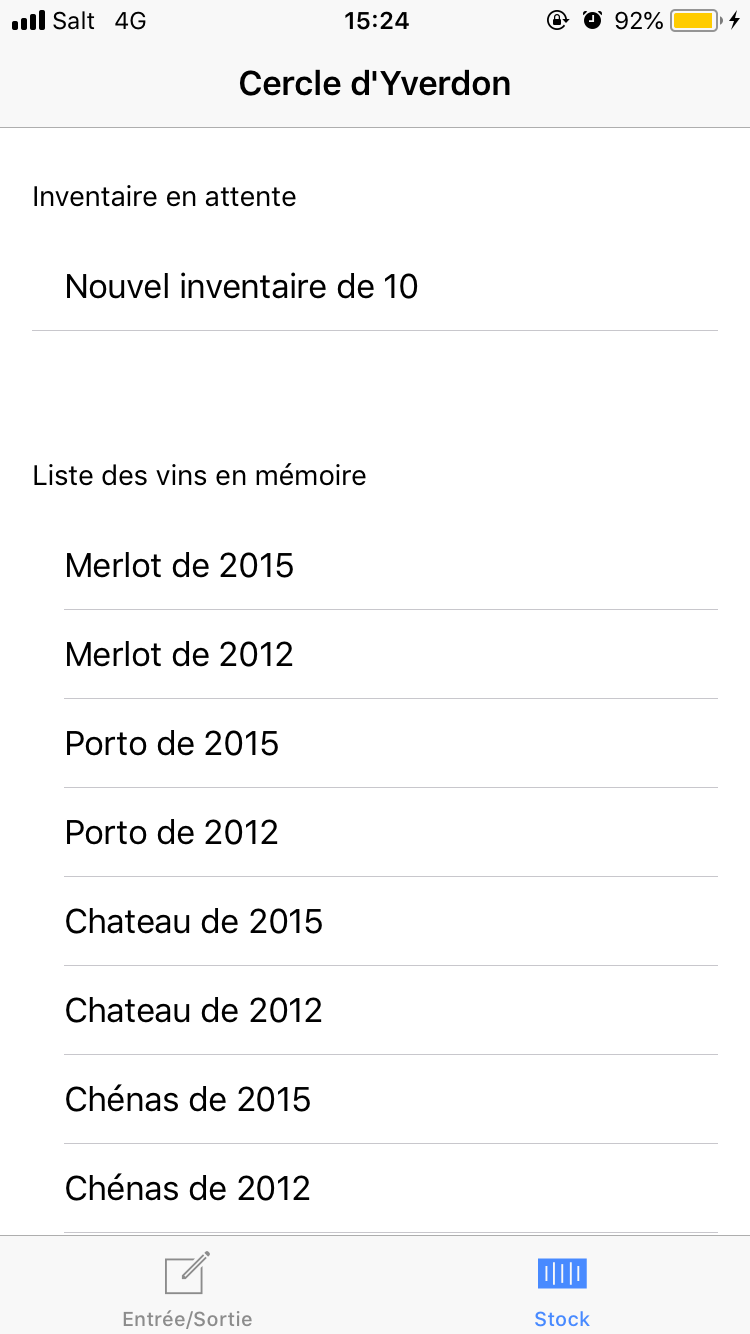 Salt 4G 15:24 92%
Cercle d'Yverdon
Inventaire en attente
Nouvel inventaire de 10
Liste des vins en mémoire
Merlot de 2015
Merlot de 2012
Porto de 2015
Porto de 2012
Chateau de 2015
Chateau de 2012
Chénas de 2015
Chénas de 2012
Entrée/Sortie Stock